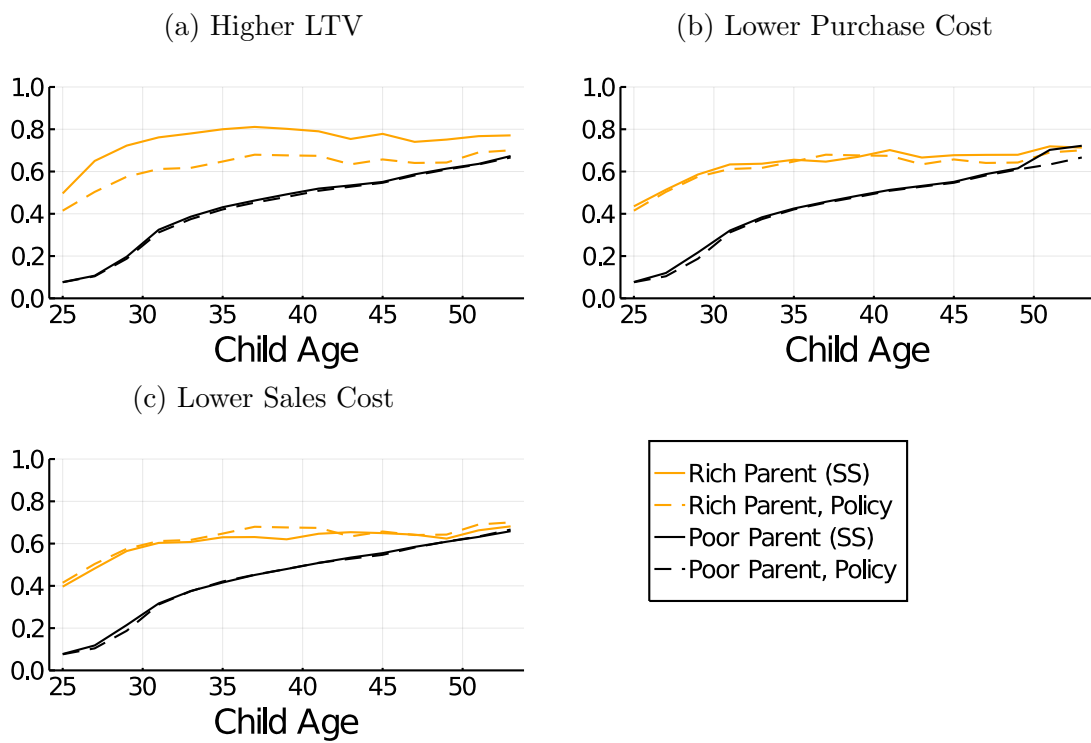 (a) Higher LTV
1.0
0.8
0.6
0.4
0.2
0.0
25 30 35 40 45 50
Child Age
(b) Lower Purchase Cost
1.0
0.8
0.6
0.4
0.2
0.0
25 30 35 40 45 50
Child Age
(c) Lower Sales Cost
1.0
0.8
0.6
0.4
0.2
0.0
25 30 35 40 45 50
Child Age
Rich Parent (SS)
Rich Parent, Policy
Poor Parent (SS)
Poor Parent, Policy